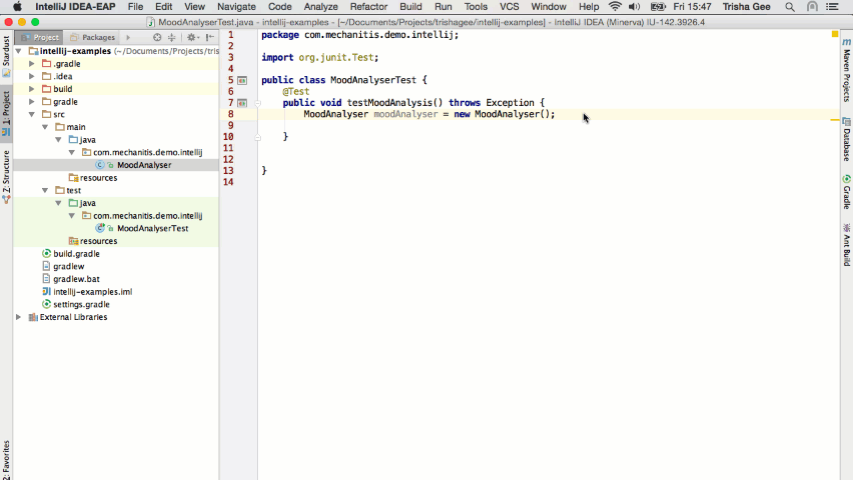 IntelliJ IDEA-EAP File Edit View Navigate Code Analyze Refactor Build Run Tools VCS Window Help Fri 15:47 Trisha Gee
MoodAnalyserTest.java - intellij-examples - [~/Documents/Projects/trishagee/intellij-examples] - IntelliJ IDEA (Minerva) IU-142.3926.4
Project Packages
intellij-examples (~/Documents/Projects/tris
.gradle
.idea
build
gradle
src
main
java
com.mechanitis.demo.intellij
MoodAnalyser
resources
test
java
com.mechanitis.demo.intellij
MoodAnalyserTest
resources
build.gradle
gradlew
gradlew.bat
intellij-examples.iml
settings.gradle
External Libraries
Stardust
1: Project
7: Structure
2: Favorites
1 package com.mechanitis.demo.intellij;
2
3 import org.junit.Test;
4
5 public class MoodAnalyserTest {
6 @Test
7 public void testMoodAnalysis() throws Exception {
8 MoodAnalyser moodAnalyser = new MoodAnalyser();
9
10 }
11
12
13 }
14
Maven Projects
Database
Gradle
Ant Build